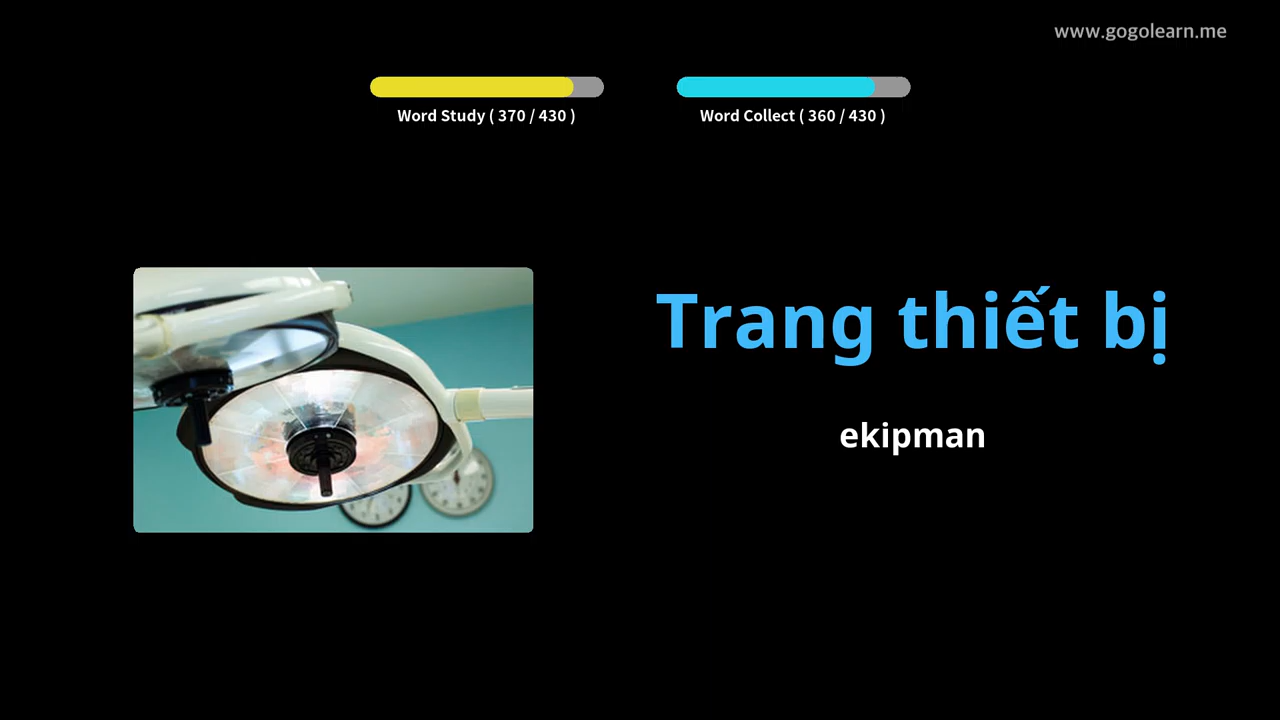 www.gogolearn.me
Word Study ( 370 / 430 )
Word Collect ( 360 / 430 )
Trang thiết bị
ekipman